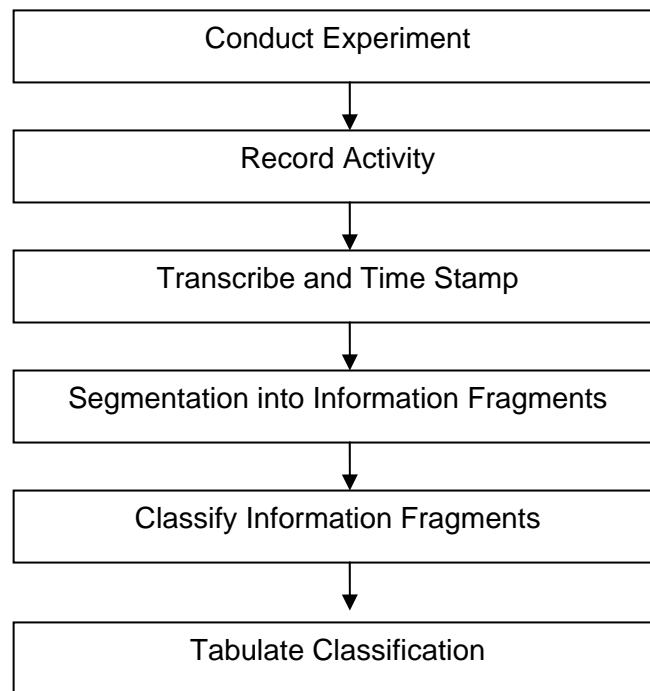 Conduct Experiment
Record Activity
Transcribe and Time Stamp
Segmentation into Information Fragments
Classify Information Fragments
Tabulate Classification